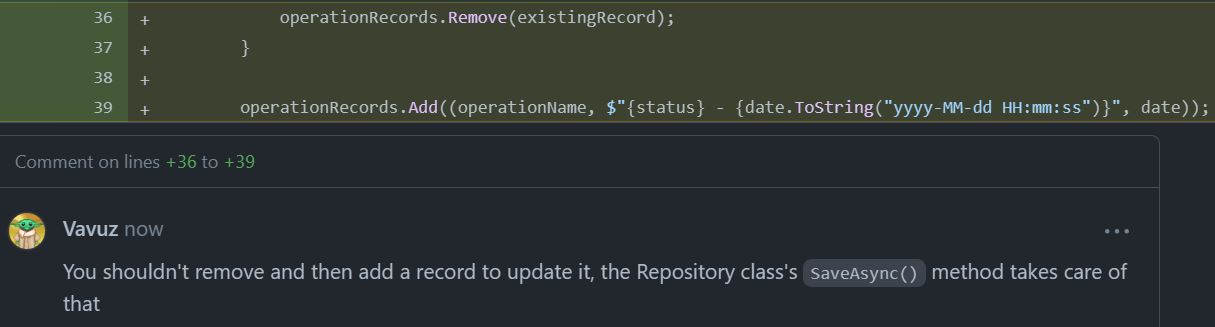 36 + operationRecords.Remove(existingRecord);
37 + }
38 +
39 + operationRecords.Add((operationName, $"{status} - {date.ToString("yyyy-MM-dd HH:mm:ss")}", date));
Comment on lines +36 to +39
Vavuz now
You shouldn't remove and then add a record to update it, the Repository class's SaveAsync() method takes care of
that